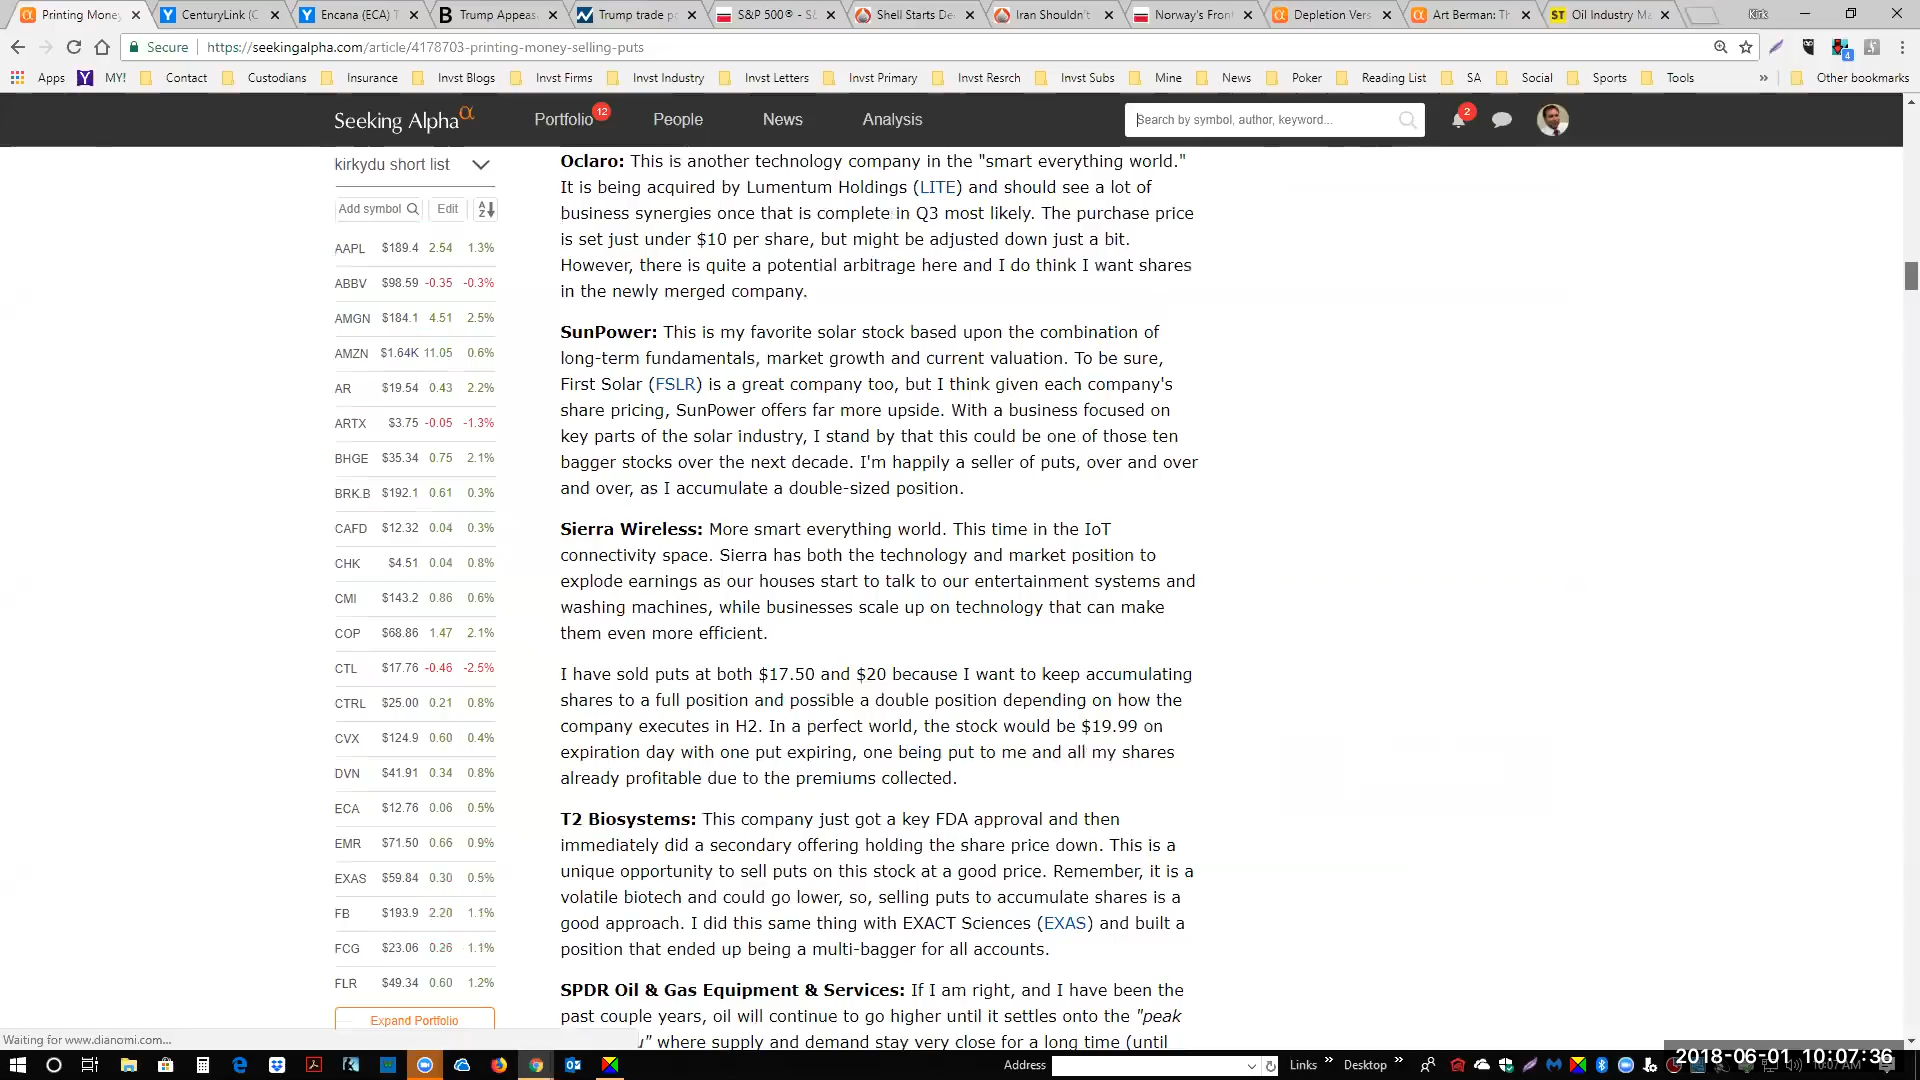 Printing Money
CenturyLink (C
Encana (ECA) T
Trump Appeas
Trump trade p
S&P 500® - S
Shell Starts De
Iran Shouldn't
Norway's Fron
Depletion Vers
Art Berman: Th
Oil Industry Ma
Kirk
Secure https://seekingalpha.com/article/4178703-printing-money-selling-puts
Apps MY! Contact Custodians Insurance Invst Blogs Invst Firms Invst Industry Invst Letters Invst Primary Invst Resrch Invst Subs Mine News Poker Reading List SA Social Sports Tools » Other bookmarks
Seeking Alpha α Portfolio 12 People News Analysis Search by symbol, author, keyword... 2
kirkydu short list
Add symbol Edit
AAPL $189.4 2.54 1.3%
ABBV $98.59 -0.35 -0.3%
AMGN $184.1 4.51 2.5%
AMZN $1.64K 11.05 0.6%
AR $19.54 0.43 2.2%
ARTX $3.75 -0.05 -1.3%
BHGE $35.34 0.75 2.1%
BRK.B $192.1 0.61 0.3%
CAFD $12.32 0.04 0.3%
CHK $4.51 0.04 0.8%
CMI $143.2 0.86 0.6%
COP $68.86 1.47 2.1%
CTL $17.76 -0.46 -2.5%
CTRL $25.00 0.21 0.8%
CVX $124.9 0.60 0.4%
DVN $41.91 0.34 0.8%
ECA $12.76 0.06 0.5%
EMR $71.50 0.66 0.9%
EXAS $59.84 0.30 0.5%
FB $193.9 2.20 1.1%
FCG $23.06 0.26 1.1%
FLR $49.34 0.60 1.2%
Expand Portfolio
Oclaro: This is another technology company in the "smart everything world."
It is being acquired by Lumentum Holdings (LITE) and should see a lot of
business synergies once that is complete in Q3 most likely. The purchase price
is set just under $10 per share, but might be adjusted down just a bit.
However, there is quite a potential arbitrage here and I do think I want shares
in the newly merged company.
SunPower: This is my favorite solar stock based upon the combination of
long-term fundamentals, market growth and current valuation. To be sure,
First Solar (FSLR) is a great company too, but I think given each company's
share pricing, SunPower offers far more upside. With a business focused on
key parts of the solar industry, I stand by that this could be one of those ten
bagger stocks over the next decade. I'm happily a seller of puts, over and over
and over, as I accumulate a double-sized position.
Sierra Wireless: More smart everything world. This time in the IoT
connectivity space. Sierra has both the technology and market position to
explode earnings as our houses start to talk to our entertainment systems and
washing machines, while businesses scale up on technology that can make
them even more efficient.
I have sold puts at both $17.50 and $20 because I want to keep accumulating
shares to a full position and possible a double position depending on how the
company executes in H2. In a perfect world, the stock would be $19.99 on
expiration day with one put expiring, one being put to me and all my shares
already profitable due to the premiums collected.
T2 Biosystems: This company just got a key FDA approval and then
immediately did a secondary offering holding the share price down. This is a
unique opportunity to sell puts on this stock at a good price. Remember, it is a
volatile biotech and could go lower, so, selling puts to accumulate shares is a
good approach. I did this same thing with EXACT Sciences (EXAS) and built a
position that ended up being a multi-bagger for all accounts.
SPDR Oil & Gas Equipment & Services: If I am right, and I have been the
past couple years, oil will continue to go higher until it settles onto the "peak
where supply and demand stay very close for a long time (until
Waiting for www.dianomi.com...
Address Links » Desktop »
2018-06-01 10:07:36